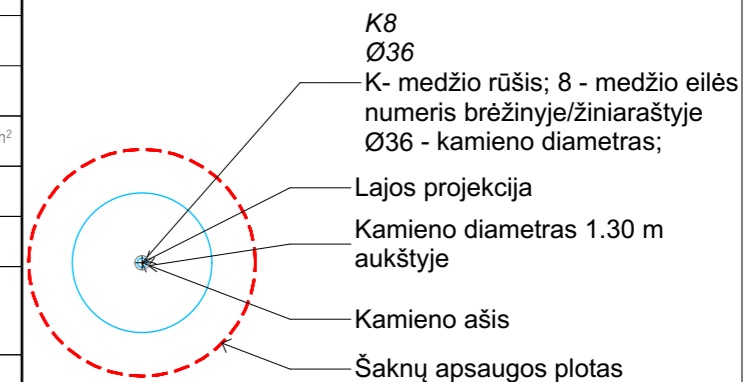 K8
Ø36
K- medžio rūšis; 8 - medžio eilės
numeris brėžinyje/žiniaraštyje
Ø36 - kamieno diametras;
m²
Lajos projekcija
Kamieno diametras 1.30 m
aukštyje
Kamieno ašis
Šaknų apsaugos plotas